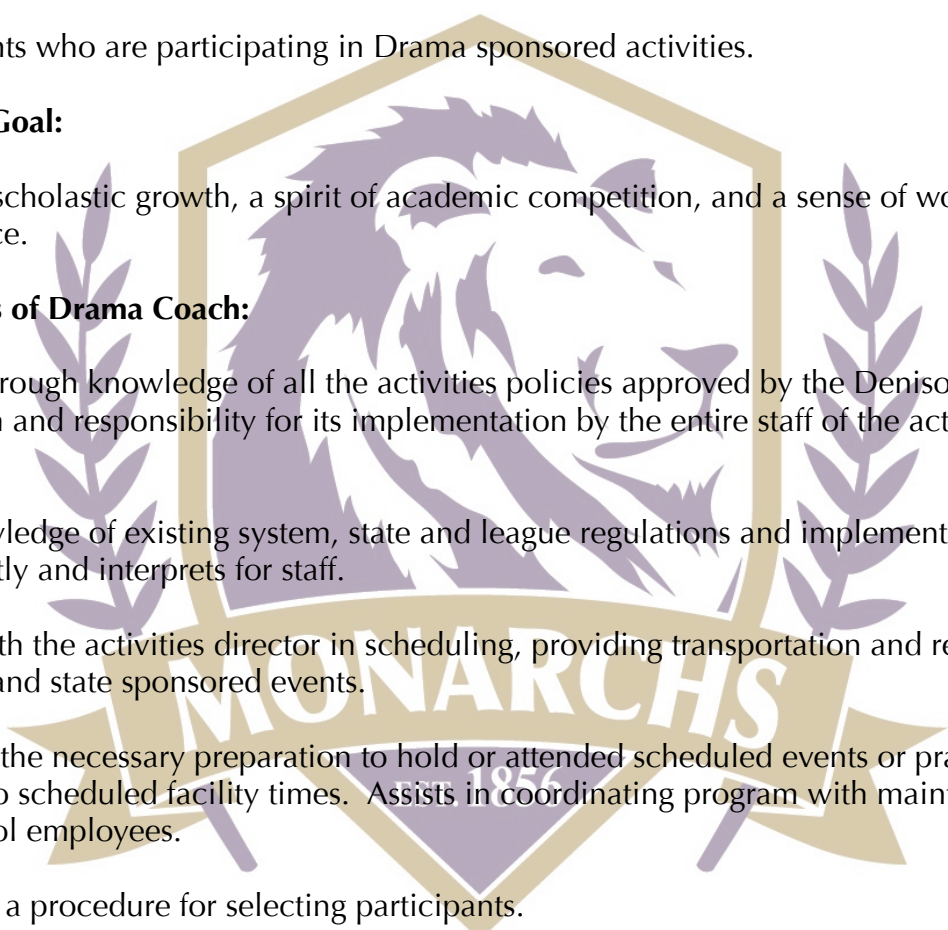 nts who are participating in Drama sponsored activities.
Goal:
scholastic growth, a spirit of academic competition, and a sense of wo
ce.
s of Drama Coach:
rough knowledge of all the activities policies approved by the Deniso
n and responsibility for its implementation by the entire staff of the act
wledge of existing system, state and league regulations and implement
tly and interprets for staff.
th the activities director in scheduling, providing transportation and re
and state sponsored events.
MONARCHS
the necessary preparation to hold or attended scheduled events or pra
EST. 1856
o scheduled facility times.  Assists in coordinating program with maint
ol employees.
a procedure for selecting participants.